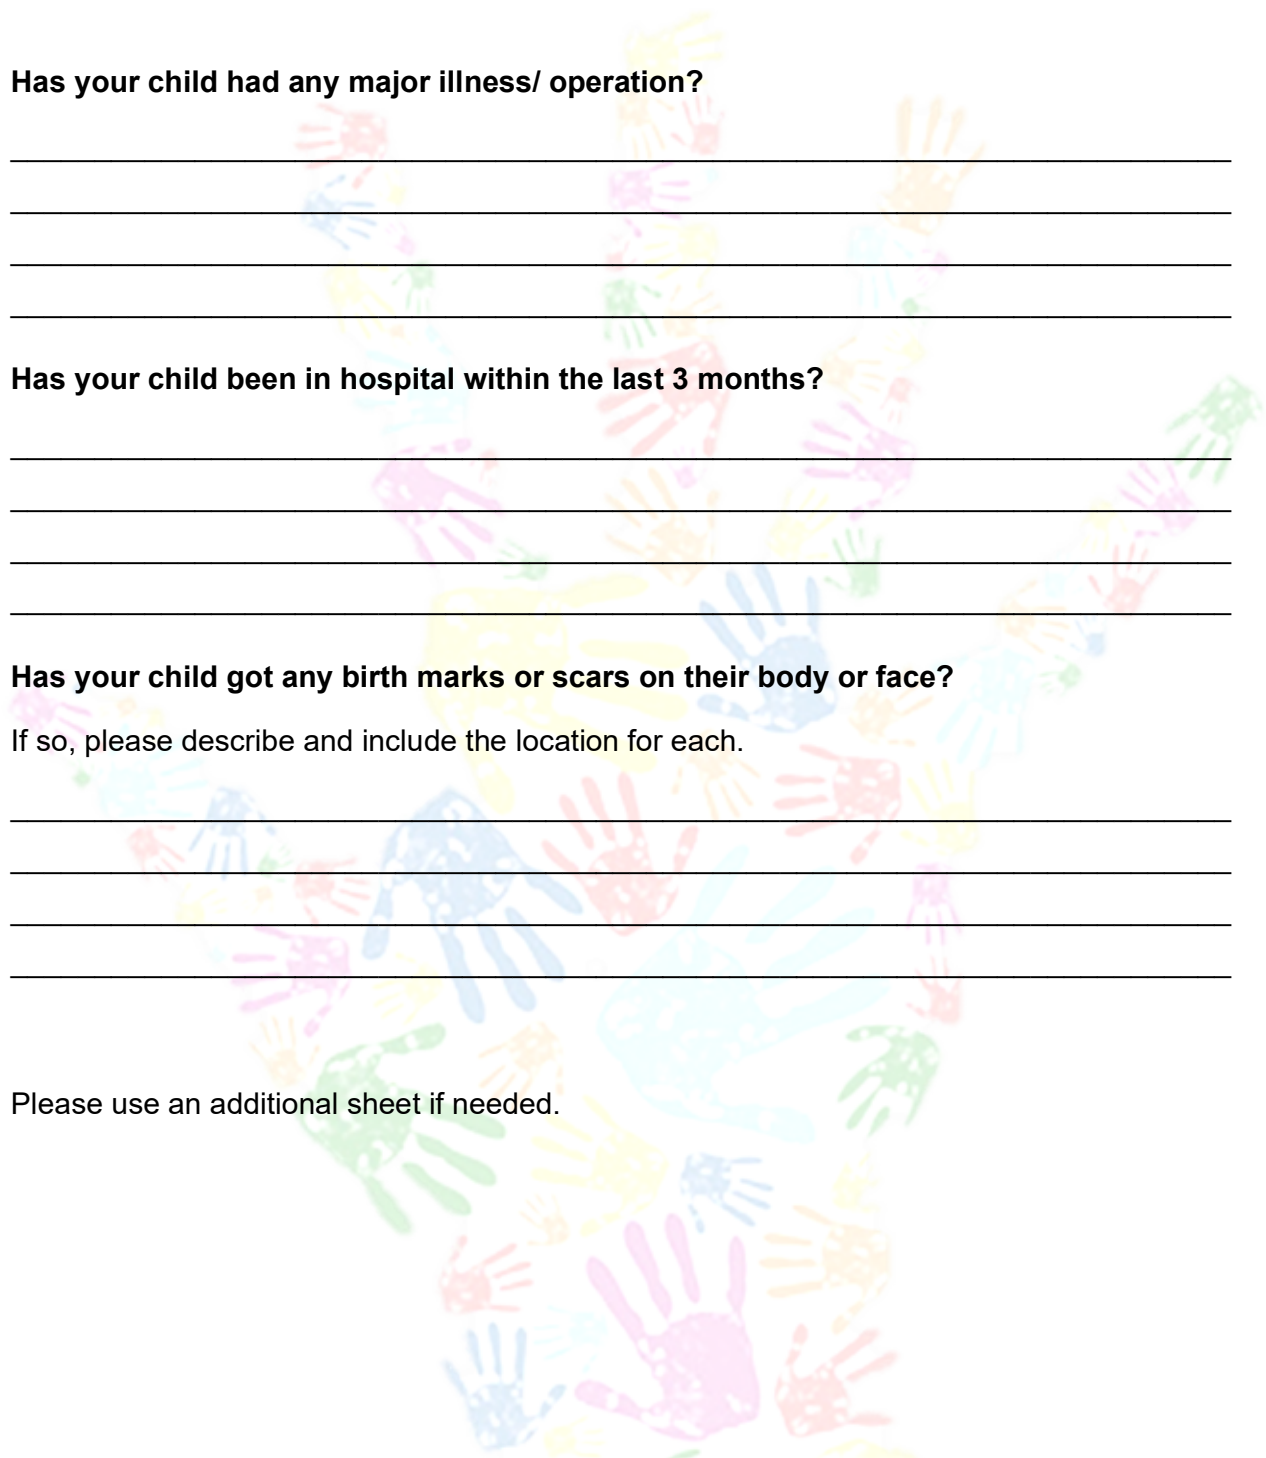 Has your child had any major illness/ operation?
Has your child been in hospital within the last 3 months?
Has your child got any birth marks or scars on their body or face?
If so, please describe and include the location for each.
Please use an additional sheet if needed.